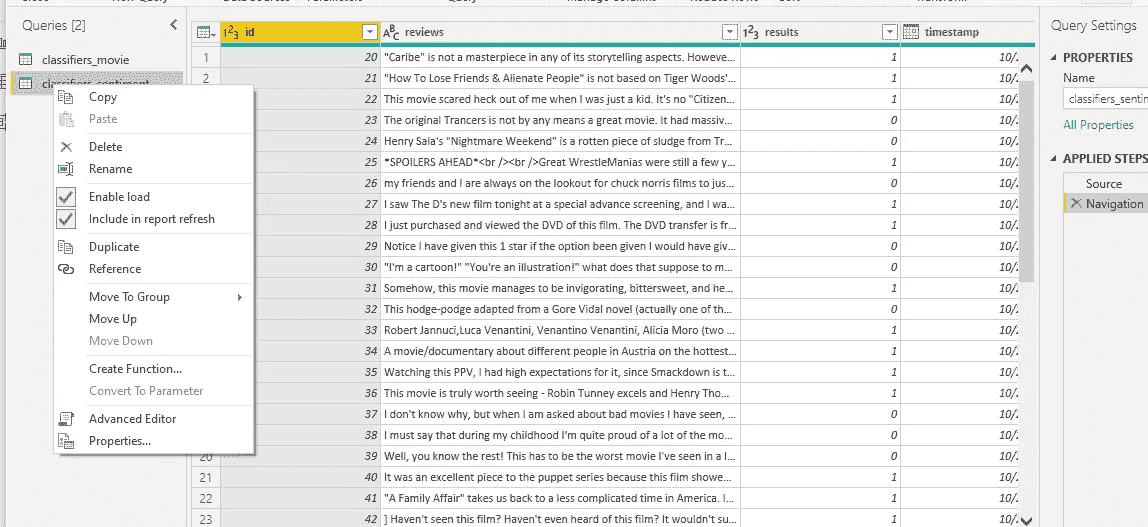 Queries [2]
classifiers_movie
classifiers_sentiment
Copy
Paste
Delete
Rename
Enable load
Include in report refresh
Duplicate
Reference
Move To Group
Move Up
Move Down
Create Function...
Convert To Parameter
Advanced Editor
Properties...
id reviews results timestamp
1 20 "Caribe" is not a masterpiece in any of its storytelling aspects. Howeve... 1 10/
2 21 "How To Lose Friends & Alienate People" is not based on Tiger Woods'... 1 10/
22 This movie scared heck out of me when I was just a kid. It's no "Citizen... 1 10/
23 The original Trancers is not by any means a great movie. It had massiv... 0 10/
24 Henry Sala's "Nightmare Weekend" is a rotten piece of sludge from Tr... 0 10/
25 *SPOILERS AHEAD*<br /><br />Great WrestleManias were still a few y... 1 10/
26 my friends and I are always on the lookout for chuck norris films to jus... 0 10/
27 I saw The D's new film tonight at a special advance screening, and I wa... 1 10/
28 I just purchased and viewed the DVD of this film. The DVD transfer is fr... 1 10/
29 Notice I have given this 1 star if the option been given I would have giv... 0 10/
30 "I'm a cartoon!" "You're an illustration!" what does that suppose to m... 0 10/
31 Somehow, this movie manages to be invigorating, bittersweet, and he... 1 10/
32 This hodge-podge adapted from a Gore Vidal novel (actually one of th... 0 10/
33 Robert Jannuci,Luca Venantini, Venantino Venantini, Alicia Moro (two ... 1 10/
34 A movie/documentary about different people in Austria on the hottest... 1 10/
35 Watching this PPV, I had high expectations for it, since Smackdown is t... 1 10/
36 This movie is truly worth seeing - Robin Tunney excels and Henry Tho... 1 10/
37 I don't know why, but when I am asked about bad movies I have seen, ... 0 10/
38 I must say that during my childhood I'm quite proud of a lot of the mo... 0 10/
20 39 Well, you know the rest! This has to be the worst movie I've seen in a l... 0 10/
21 40 It was an excellent piece to the puppet series because this film showe... 1 10/
22 41 "A Family Affair" takes us back to a less complicated time in America. I... 1 10/
23 42 ] Haven't seen this film? Haven't even heard of this film? It wouldn't su... 1 10/
Query Settings
PROPERTIES
Name
classifiers_sentin
All Properties
APPLIED STEPS
Source
Navigation